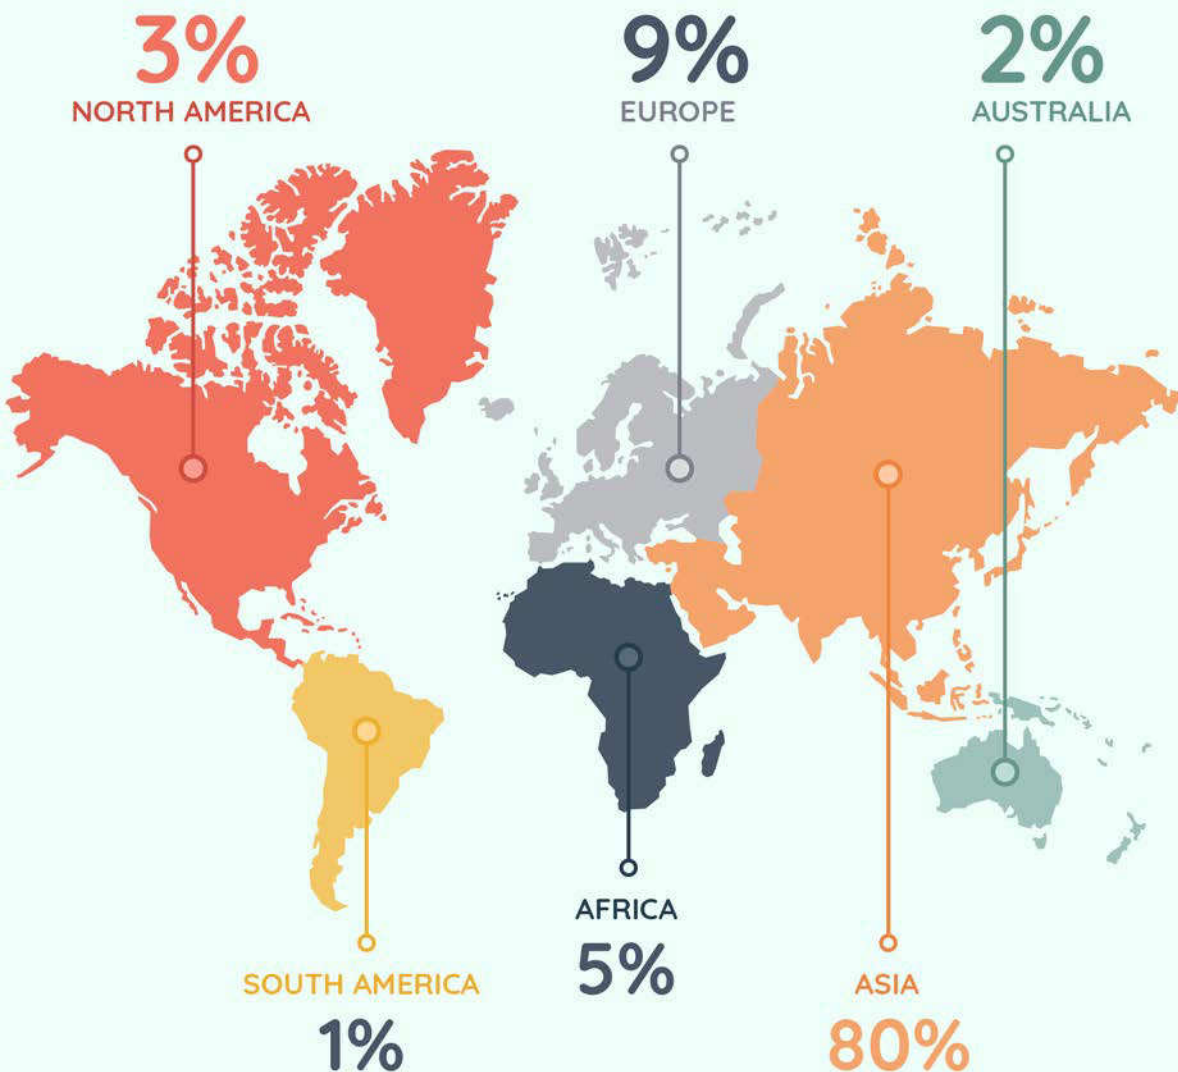 3%
NORTH AMERICA
9%
EUROPE
2%
AUSTRALIA
AFRICA
5%
SOUTH AMERICA
1%
ASIA
80%